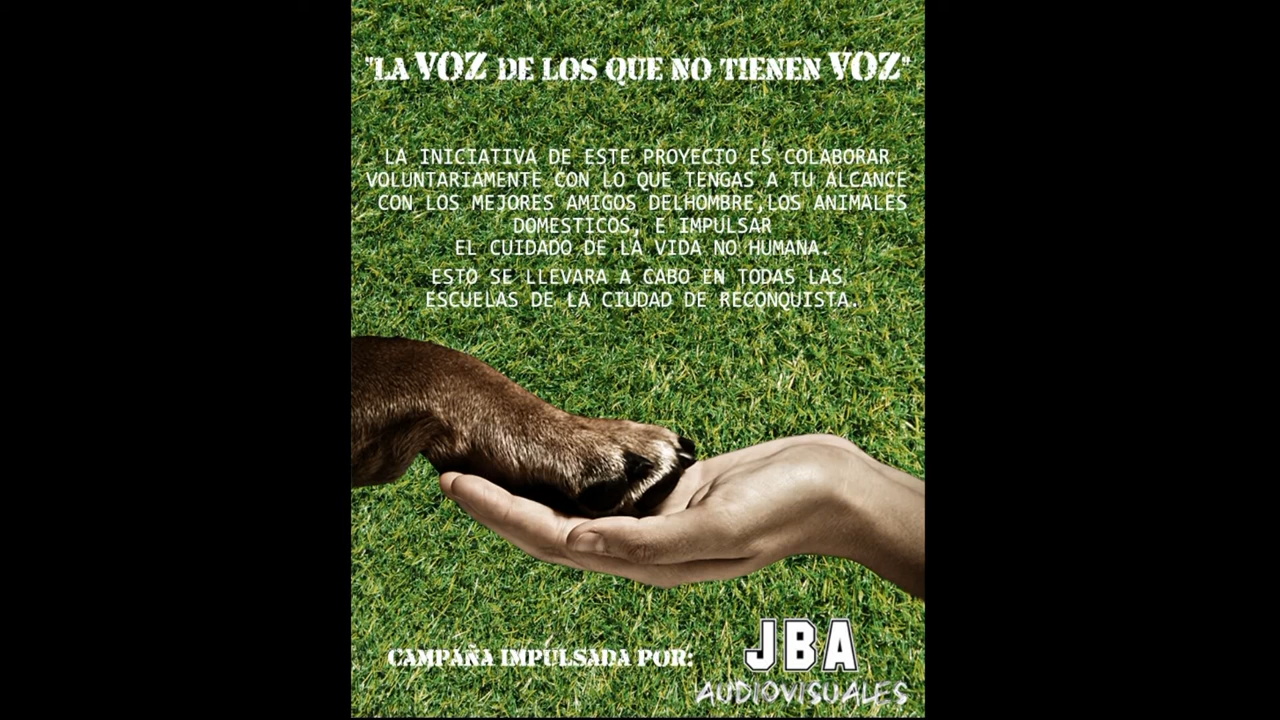 "LA VOZ DE LOS QUE NO TIENEN VOZ"
LA INICIATIVA DE ESTE PROYECTO ES COLABORAR
VOLUNTARIAMENTE CON LO QUE TENGAS A TU ALCANCE
CON LOS MEJORES AMIGOS DELHOMBRE,LOS ANIMALES
DOMESTICOS, E IMPULSAR
EL CUIDADO DE LA VIDA NO HUMANA.
ESTO SE LLEVARA A CABO EN TODAS LAS
ESCUELAS DE LA CIUDAD DE RECONQUISTA.
CAMPAÑA IMPULSADA POR:
JBA
AUDIOVISUALES